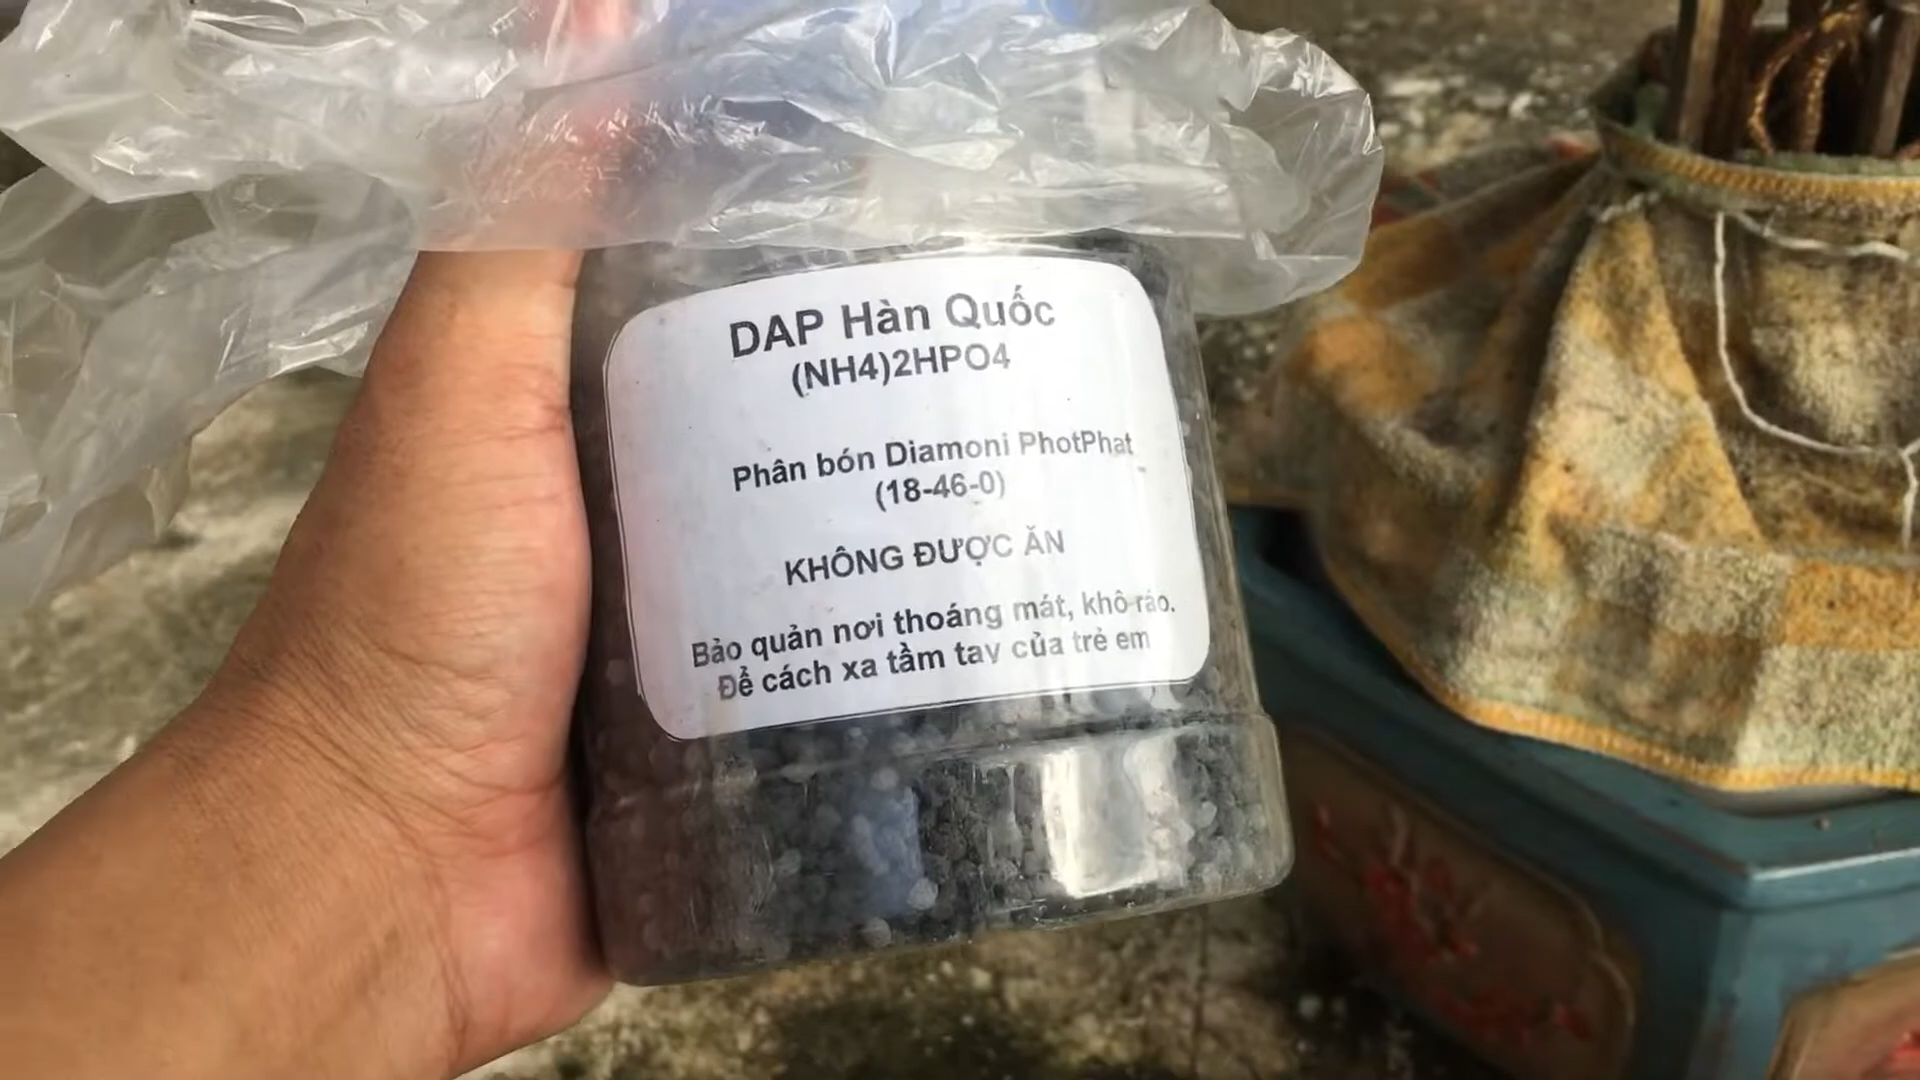 DAP Hàn Quốc
(NH4)2HPO4
Phân bón Diamoni PhotPhat
(18-46-0)
KHÔNG ĐƯỢC ĂN
Bảo quản nơi thoáng mát, khô ráo.
Để cách xa tầm tay của trẻ em